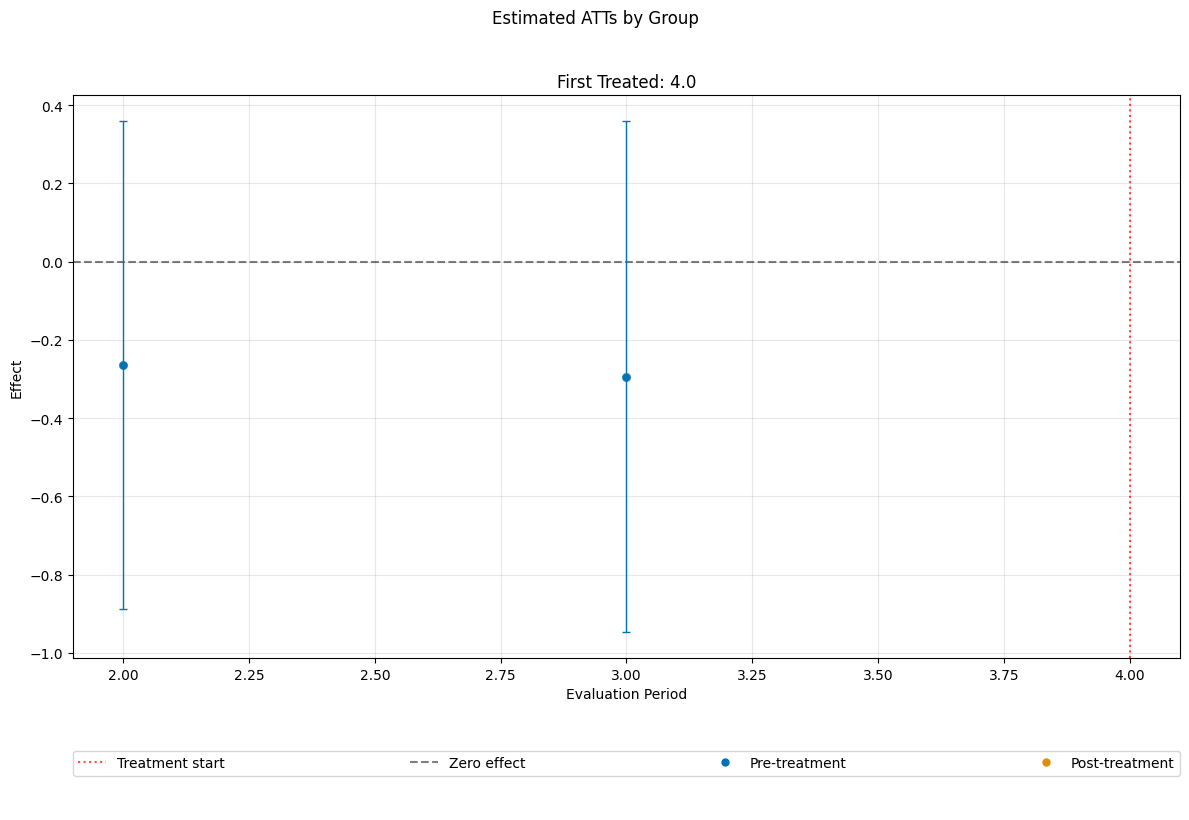 Estimated ATTs by Group
First Treated: 4.0
0.4
0.2
0.0
−0.2
−0.4
−0.6
−0.8
−1.0
Effect
2.00 2.25 2.50 2.75 3.00 3.25 3.50 3.75 4.00
Evaluation Period
Treatment start Zero effect Pre-treatment Post-treatment